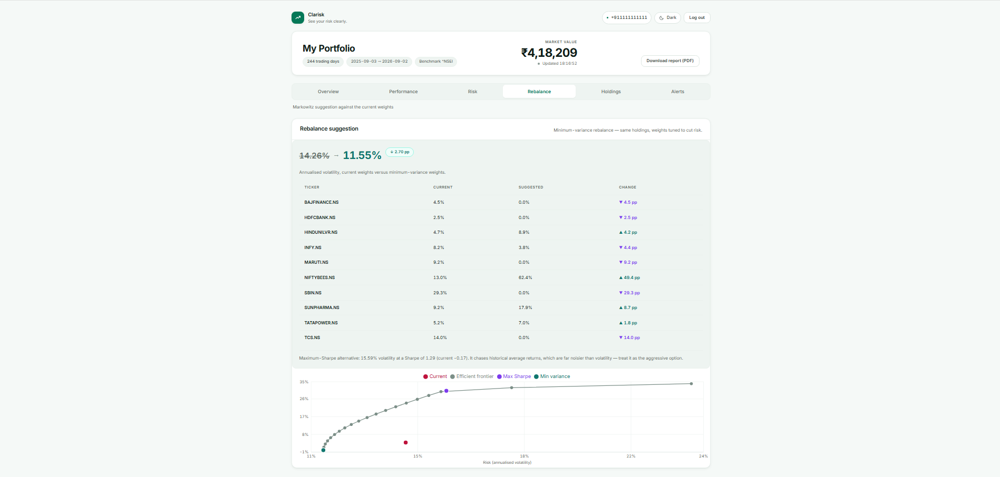 Clarisk
See your risk clearly.
+911111111111
Dark
Log out
My Portfolio
244 trading days
2025-09-03 → 2026-09-02
Benchmark ^NSEI
MARKET VALUE
₹4,18,209
Updated 18:16:52
Download report (PDF)
Overview
Performance
Risk
Rebalance
Holdings
Alerts
Markowitz suggestion against the current weights
Rebalance suggestion
Minimum-variance rebalance — same holdings, weights tuned to cut risk.
14.26% → 11.55% ↓ 2.70 pp
Annualised volatility, current weights versus minimum-variance weights.
TICKER CURRENT SUGGESTED CHANGE
BAJFINANCE.NS 4.5% 0.0% ▼ 4.5 pp
HDFCBANK.NS 2.5% 0.0% ▼ 2.5 pp
HINDUNILVR.NS 4.7% 8.9% ▲ 4.2 pp
INFY.NS 8.2% 3.8% ▼ 4.4 pp
MARUTI.NS 9.2% 0.0% ▼ 9.2 pp
NIFTYBEES.NS 13.0% 62.4% ▲ 49.4 pp
SBIN.NS 29.3% 0.0% ▼ 29.3 pp
SUNPHARMA.NS 9.2% 17.9% ▲ 8.7 pp
TATAPOWER.NS 5.2% 7.0% ▲ 1.8 pp
TCS.NS 14.0% 0.0% ▼ 14.0 pp
Maximum-Sharpe alternative: 15.59% volatility at a Sharpe of 1.29 (current -0.17). It chases historical average returns, which are far noisier than volatility — treat it as the aggressive option.
Current Efficient frontier Max Sharpe Min variance
35%
26%
17%
8%
-1%
11% 15% 18% 22% 24%
Risk (annualised volatility)